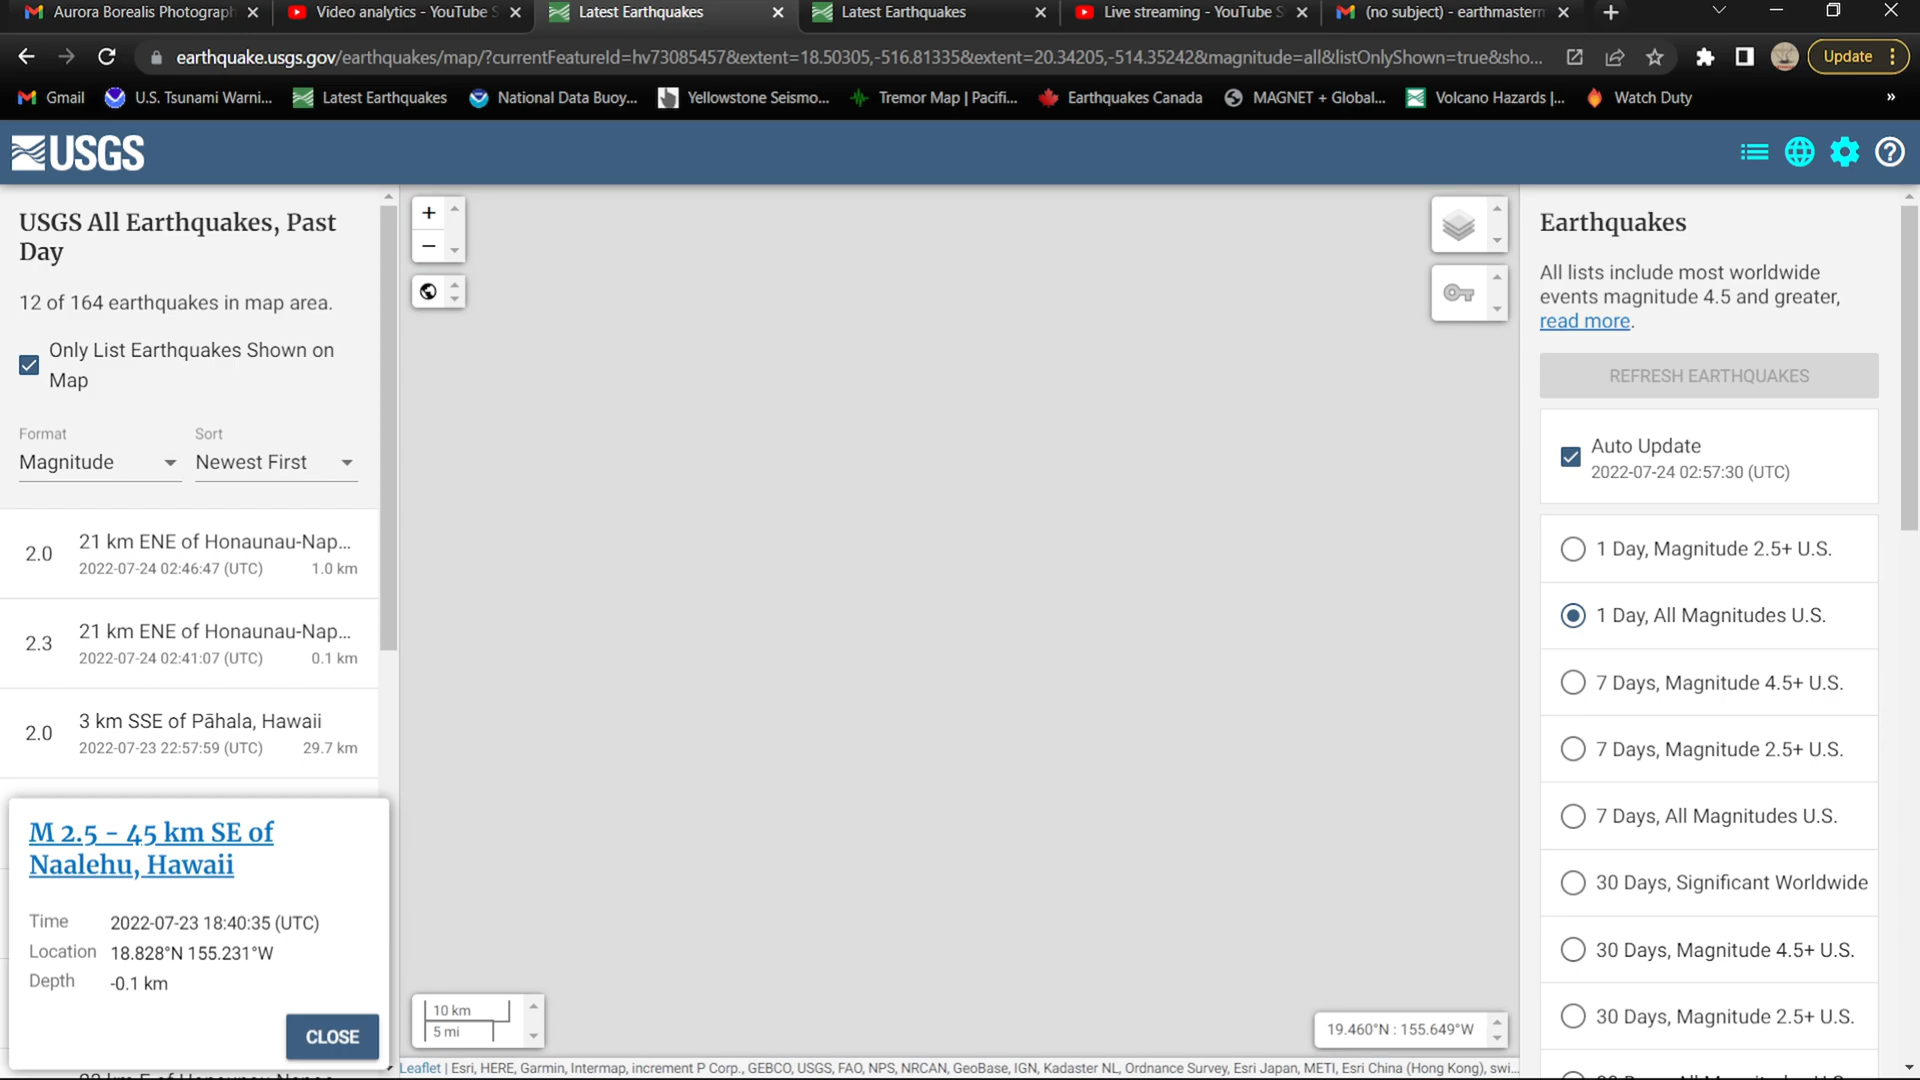 Aurora Borealis Photograph
Video analytics - YouTube S
Latest Earthquakes
Latest Earthquakes
Live streaming - YouTube S
(no subject) - earthmasterm
earthquake.usgs.gov/earthquakes/map/?currentFeatureId=hv73085457&extent=18.50305,-516.81335&extent=20.34205,-514.35242&magnitude=all&listOnlyShown=true&sho...
Update
Gmail
U.S. Tsunami Warni...
Latest Earthquakes
National Data Buoy...
Yellowstone Seismo...
Tremor Map | Pacifi...
Earthquakes Canada
MAGNET + Global...
Volcano Hazards |...
Watch Duty
»
USGS
USGS All Earthquakes, Past
Day
12 of 164 earthquakes in map area.
Only List Earthquakes Shown on
Map
Format
Magnitude
Sort
Newest First
2.0
21 km ENE of Honaunau-Nap...
2022-07-24 02:46:47 (UTC) 1.0 km
2.3
21 km ENE of Honaunau-Nap...
2022-07-24 02:41:07 (UTC) 0.1 km
2.0
3 km SSE of Pāhala, Hawaii
2022-07-23 22:57:59 (UTC) 29.7 km
M 2.5 - 45 km SE of
Naalehu, Hawaii
Time 2022-07-23 18:40:35 (UTC)
Location 18.828°N 155.231°W
Depth -0.1 km
CLOSE
+
−
10 km
5 mi
19.460°N : 155.649°W
Leaflet | Esri, HERE, Garmin, Intermap, increment P Corp., GEBCO, USGS, FAO, NPS, NRCAN, GeoBase, IGN, Kadaster NL, Ordnance Survey, Esri Japan, METI, Esri China (Hong Kong), swi...
Earthquakes
All lists include most worldwide
events magnitude 4.5 and greater,
read more.
REFRESH EARTHQUAKES
Auto Update
2022-07-24 02:57:30 (UTC)
1 Day, Magnitude 2.5+ U.S.
1 Day, All Magnitudes U.S.
7 Days, Magnitude 4.5+ U.S.
7 Days, Magnitude 2.5+ U.S.
7 Days, All Magnitudes U.S.
30 Days, Significant Worldwide
30 Days, Magnitude 4.5+ U.S.
30 Days, Magnitude 2.5+ U.S.